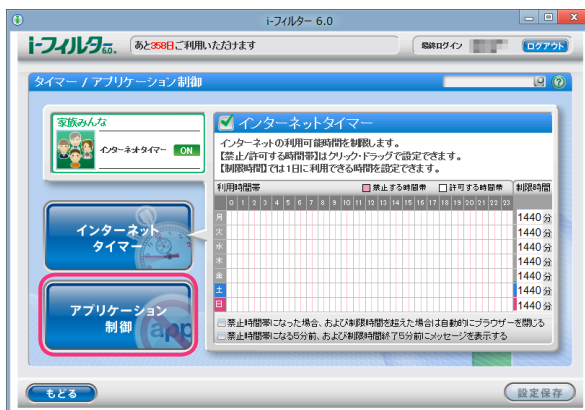 i-フィルター 6.0
i-フィルター6.0
あと358日ご利用いただけます
最終ログイン
ログアウト
タイマー / アプリケーション制御
家族みんな
インターネットタイマー ON
インターネット
タイマー
アプリケーション
制御
app
インターネットタイマー
インターネットの利用可能時間を制限します。
【禁止/許可する時間帯】はクリック・ドラッグで設定できます。
【制限時間】では1日に利用できる時間を設定できます。
利用時間帯 禁止する時間帯 許可する時間帯 制限時間
0 1 2 3 4 5 6 7 8 9 10 11 12 13 14 15 16 17 18 19 20 21 22 23
月 1440 分
火 1440 分
水 1440 分
木 1440 分
金 1440 分
土 1440 分
日 1440 分
禁止時間帯になった場合、および制限時間を超えた場合は自動的にブラウザーを閉じる
禁止時間帯になる5分前、および制限時間終了5分前にメッセージを表示する
もどる
設定保存